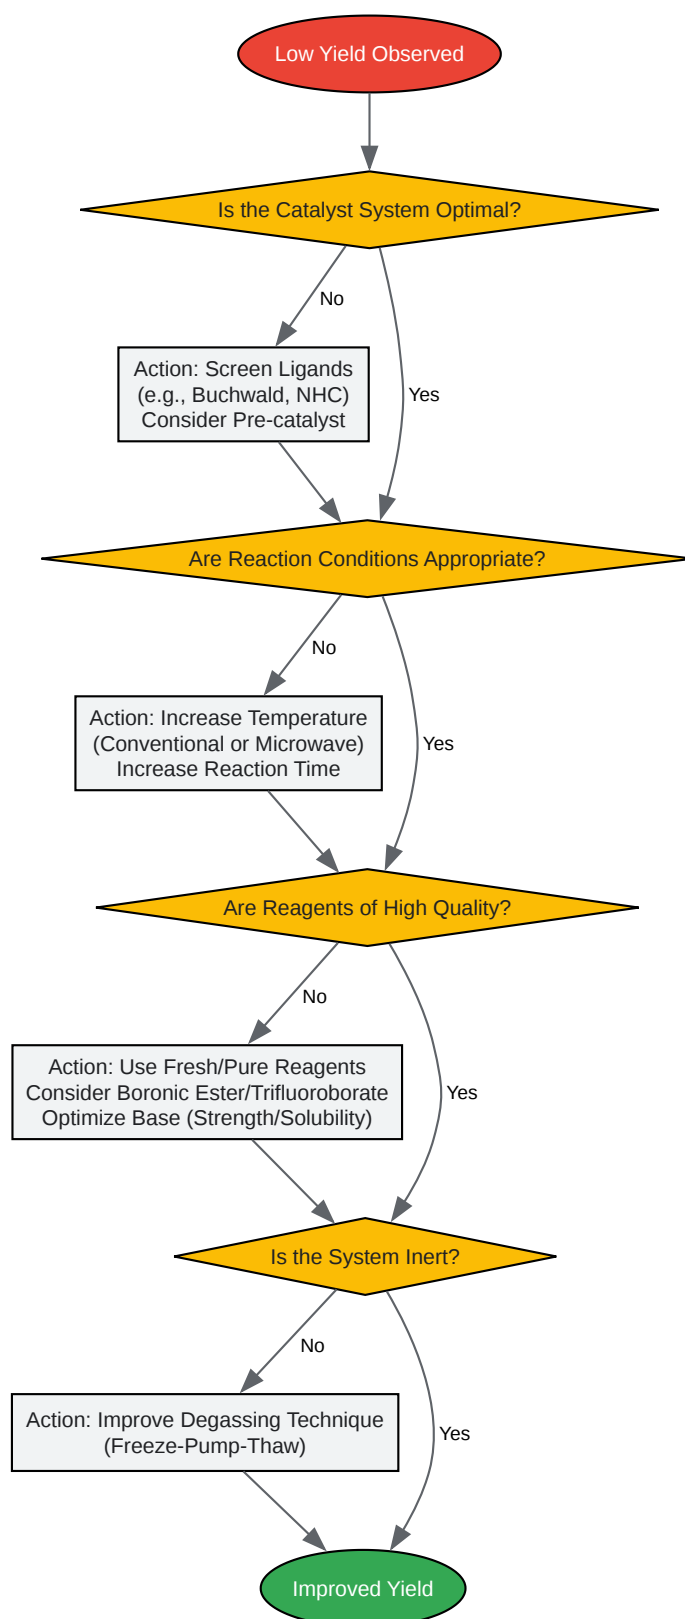 Low Yield Observed
Is the Catalyst System Optimal?
No
Action: Screen Ligands
(e.g., Buchwald, NHC)
Consider Pre-catalyst
Yes
Are Reaction Conditions Appropriate?
No
Action: Increase Temperature
(Conventional or Microwave)
Increase Reaction Time
Yes
Are Reagents of High Quality?
No
Action: Use Fresh/Pure Reagents
Consider Boronic Ester/Trifluoroborate
Optimize Base (Strength/Solubility)
Yes
Is the System Inert?
No
Action: Improve Degassing Technique
(Freeze-Pump-Thaw)
Yes
Improved Yield